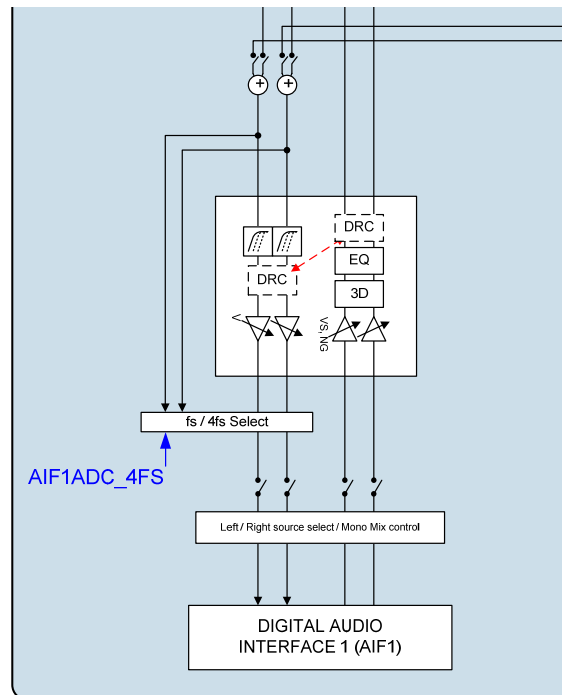 + +
DRC
EQ
DRC
3D
V
VS, NG
fs / 4fs Select
AIF1ADC_4FS
Left / Right source select / Mono Mix control
DIGITAL AUDIO
INTERFACE 1 (AIF1)